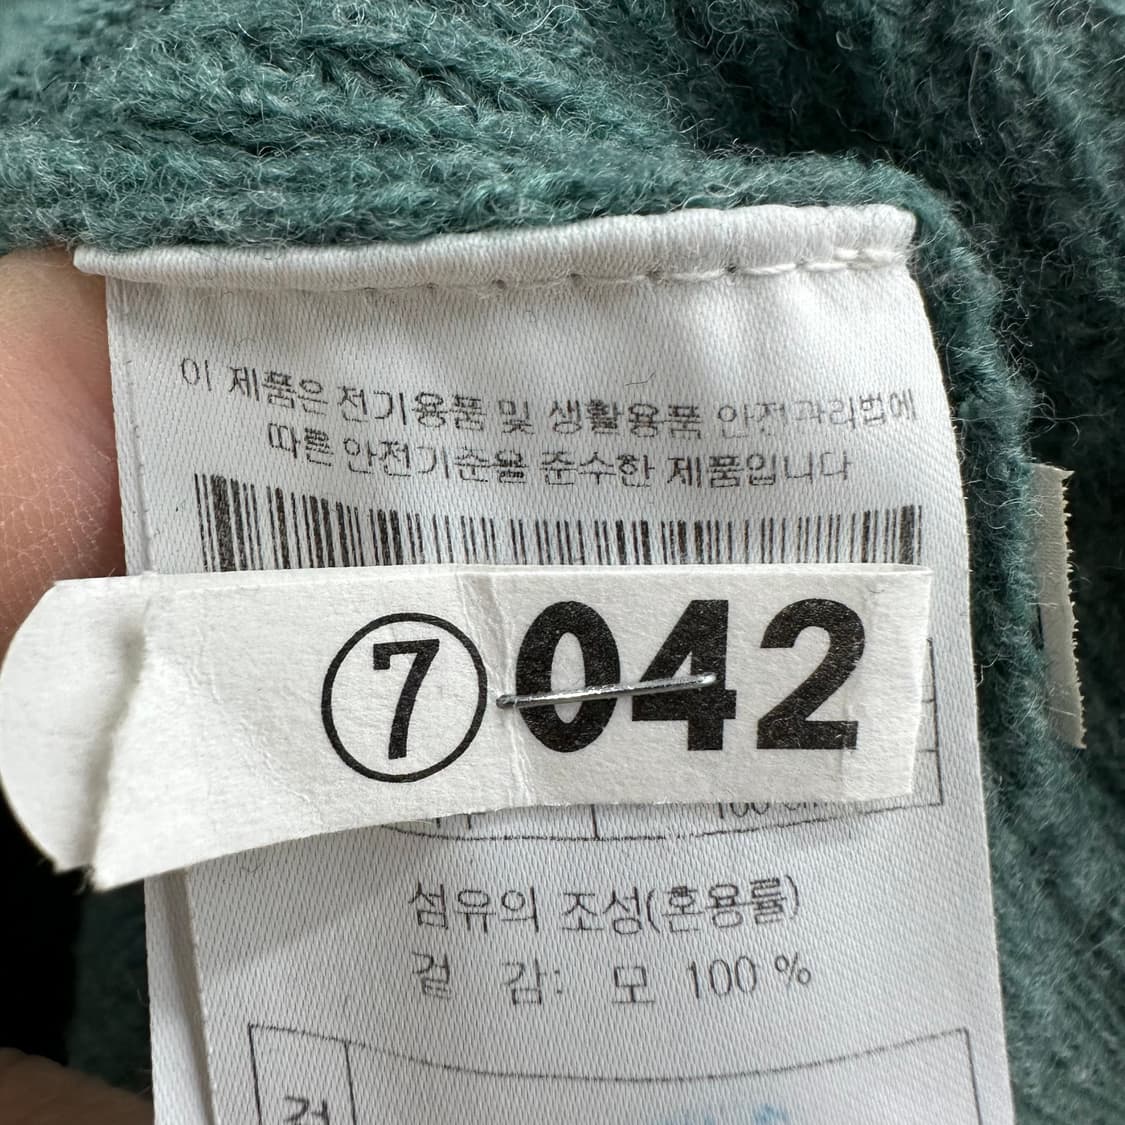 이 제품은 전기용품 및 생활용품 안전관리법에
따른 안전기준을 준수한 제품입니다
⑦ 042
섬유의 조성(혼용률)
겉 감: 모 100 %